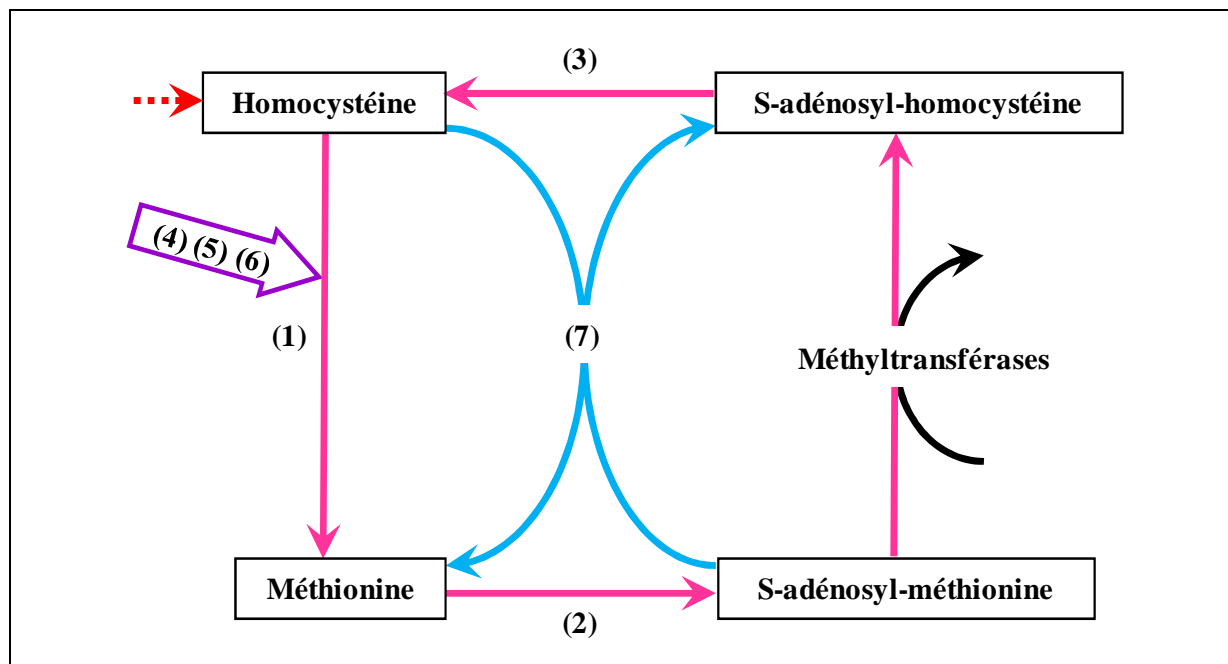 (3)
Homocystéine
S-adénosyl-homocystéine
(4) (5) (6)
(1)
(7)
Méthyltransférases
Méthionine
S-adénosyl-méthionine
(2)